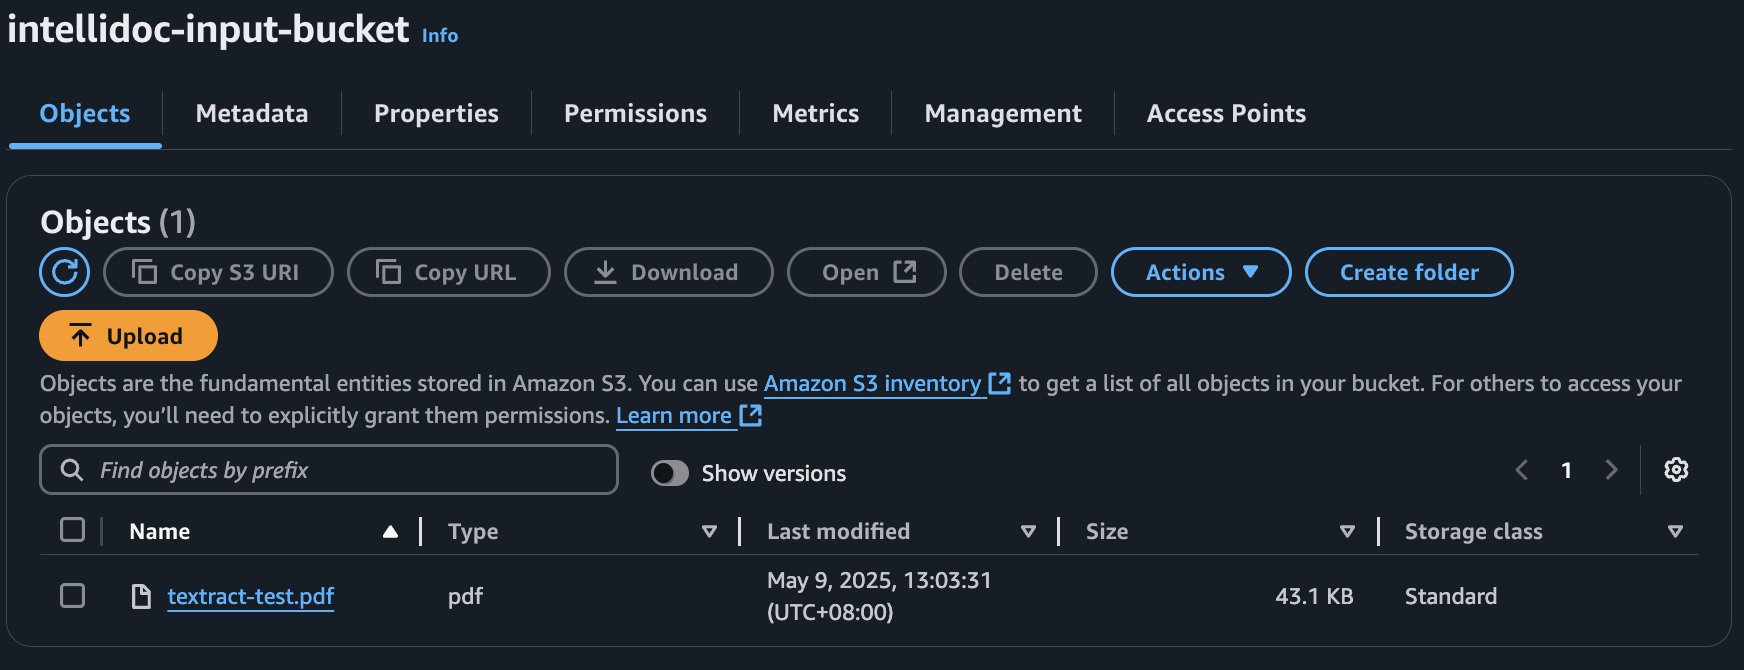 intellidoc-input-bucket Info
Objects Metadata Properties Permissions Metrics Management Access Points
Objects (1)
Copy S3 URI Copy URL Download Open Delete Actions Create folder
Upload
Objects are the fundamental entities stored in Amazon S3. You can use Amazon S3 inventory to get a list of all objects in your bucket. For others to access your
objects, you’ll need to explicitly grant them permissions. Learn more
Find objects by prefix Show versions 1
Name Type Last modified Size Storage class
textract-test.pdf pdf May 9, 2025, 13:03:31 43.1 KB Standard
(UTC+08:00)